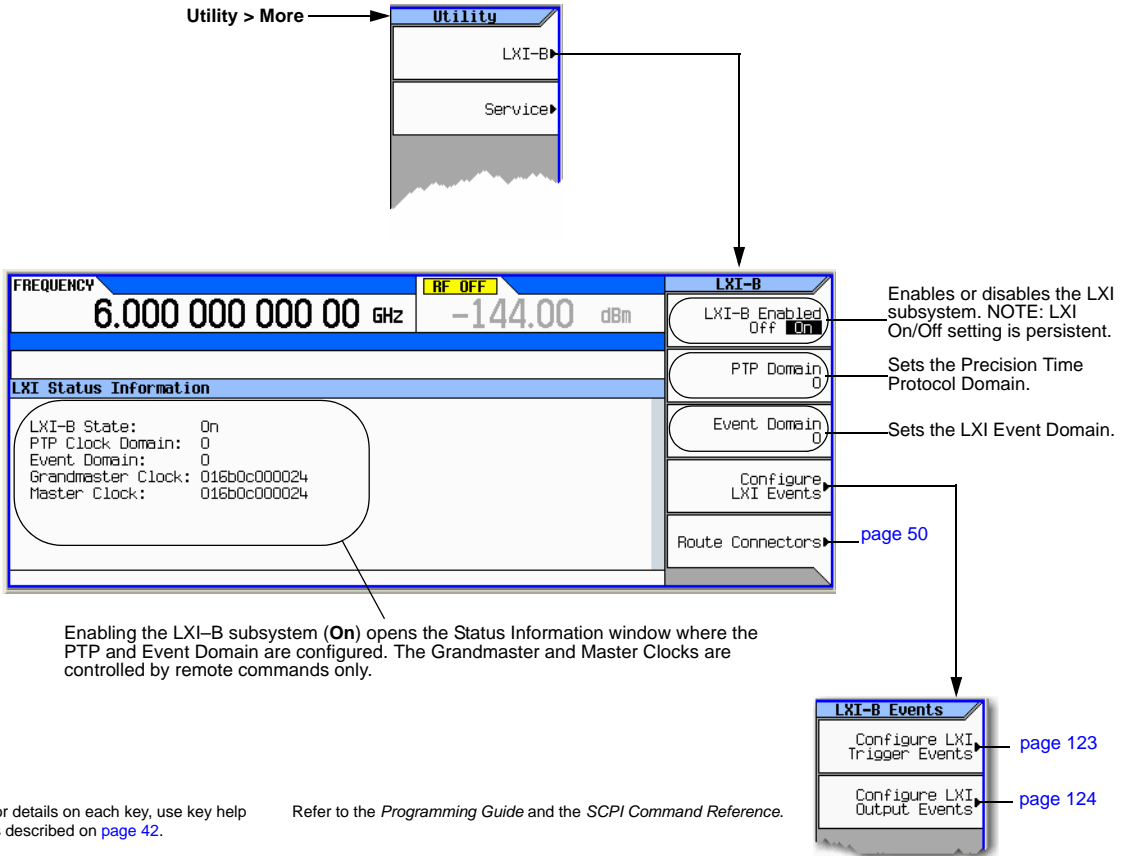 Utility > More
Utility
LXI-B
Service
FREQUENCY
6.000 000 000 00 GHz
RF OFF
-144.00 dBm
LXI Status Information
LXI-B State: On
PTP Clock Domain: 0
Event Domain: 0
Grandmaster Clock: 016b0c000024
Master Clock: 016b0c000024
LXI-B
LXI-B Enabled
Off On
PTP Domain
0
Event Domain
0
Configure
LXI Events
Route Connectors
Enables or disables the LXI
subsystem. NOTE: LXI
On/Off setting is persistent.
Sets the Precision Time
Protocol Domain.
Sets the LXI Event Domain.
page 50
Enabling the LXI–B subsystem (On) opens the Status Information window where the
PTP and Event Domain are configured. The Grandmaster and Master Clocks are
controlled by remote commands only.
LXI-B Events
Configure LXI
Trigger Events
page 123
Configure LXI
Output Events
page 124
or details on each key, use key help
s described on page 42.
Refer to the Programming Guide and the SCPI Command Reference.